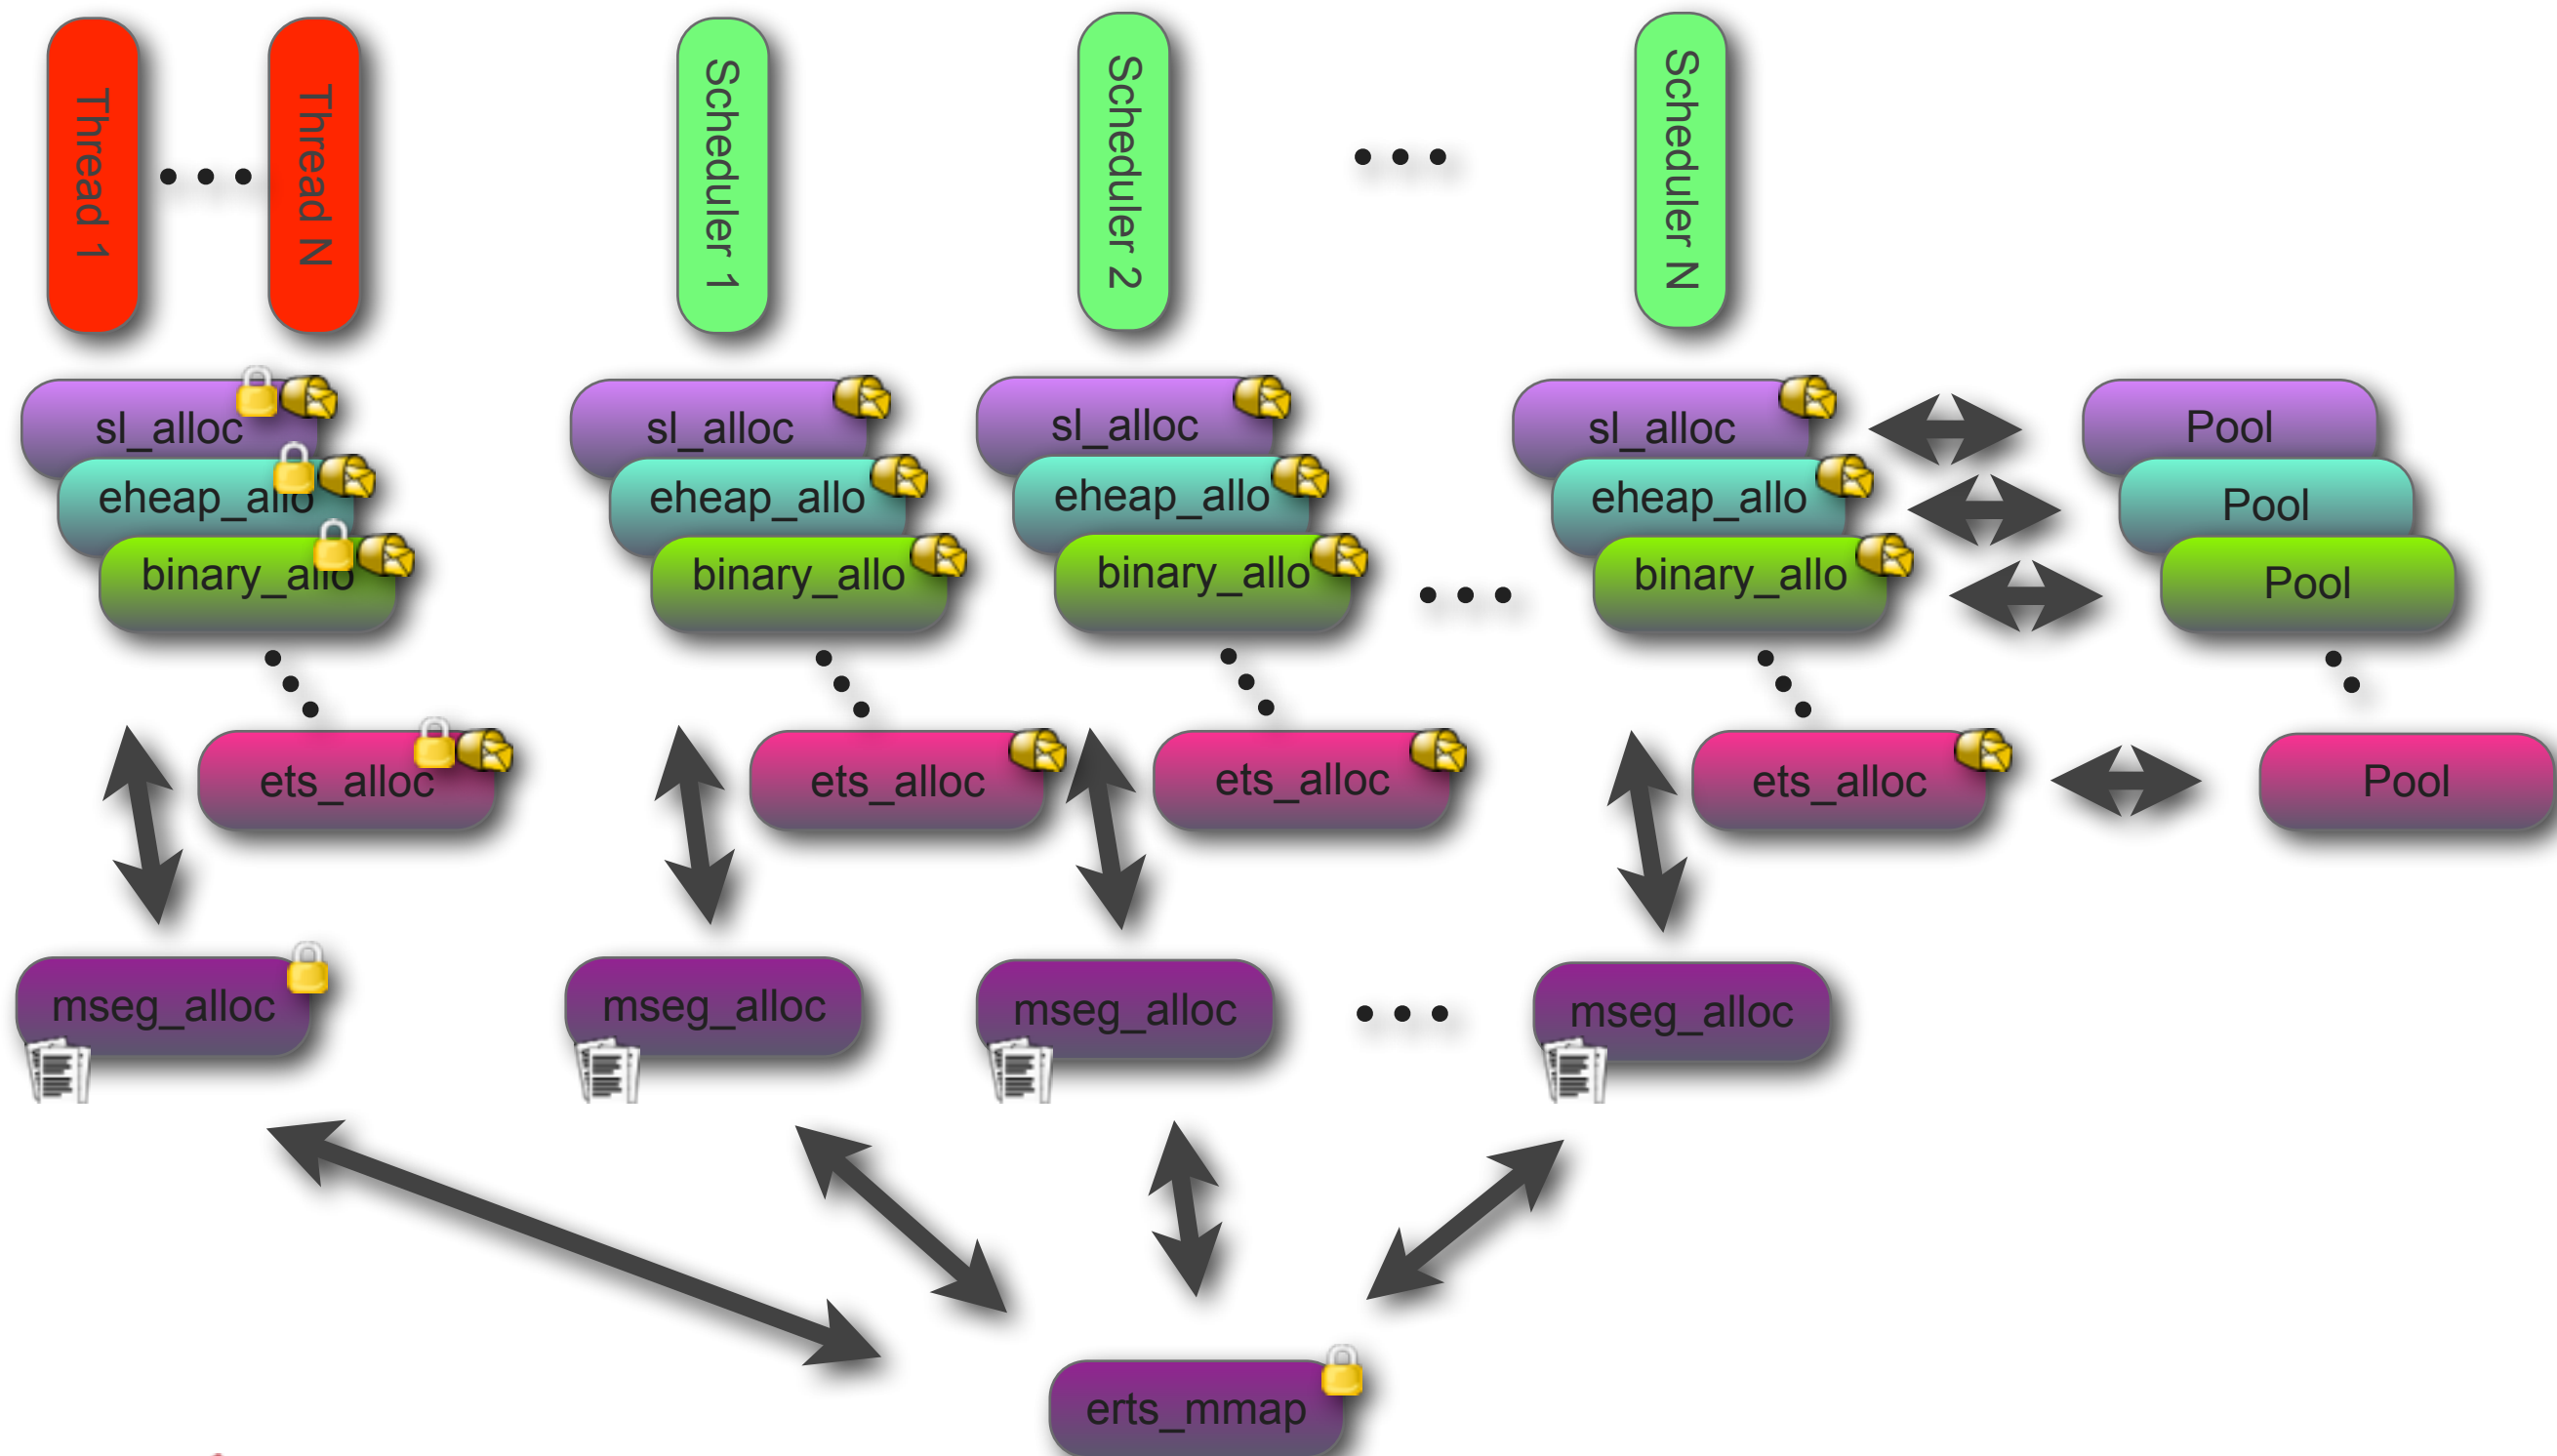 Thread 1
Thread N
Scheduler 1
Scheduler 2
Scheduler N
sl_alloc
sl_alloc
sl_alloc
sl_alloc
Pool
eheap_allo
eheap_allo
eheap_allo
eheap_allo
Pool
binary_allo
binary_allo
binary_allo
binary_allo
Pool
ets_alloc
ets_alloc
ets_alloc
ets_alloc
Pool
mseg_alloc
mseg_alloc
mseg_alloc
mseg_alloc
erts_mmap